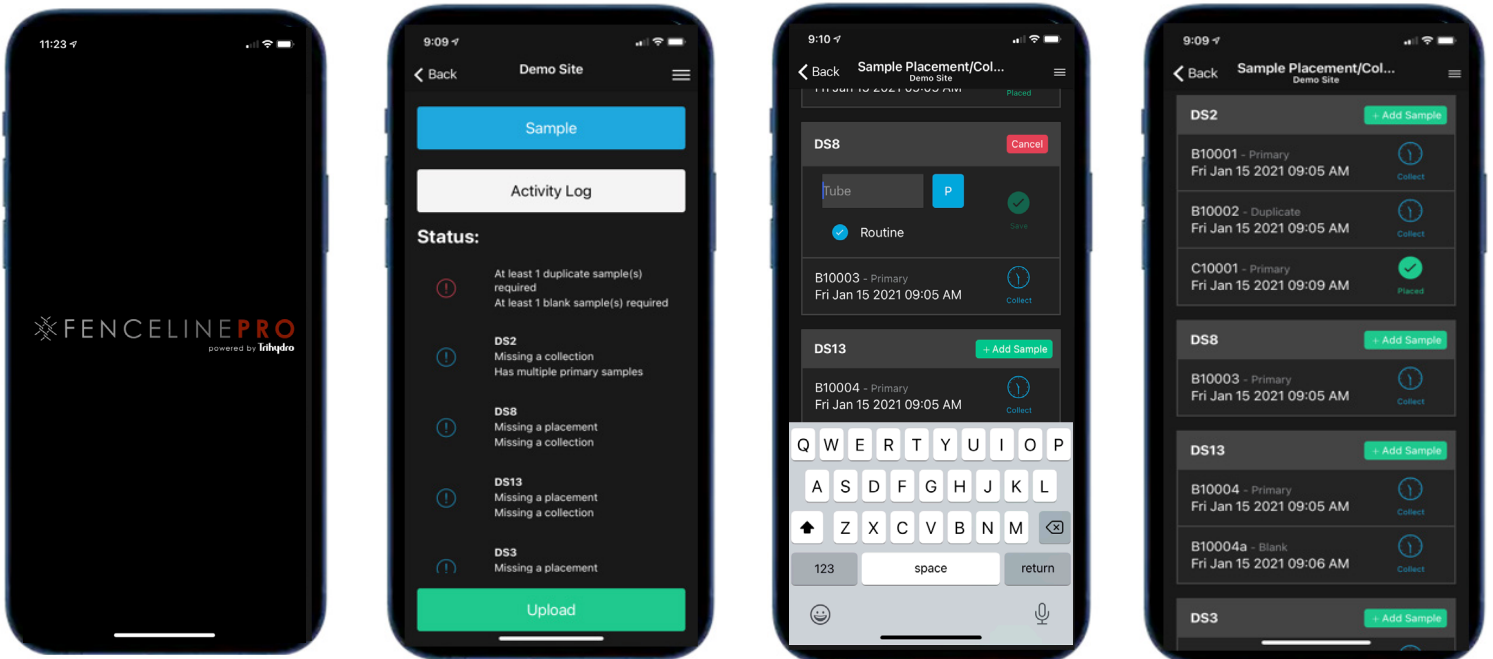 11:23
FENCELINEPRO
powered by Trihydro
9:09
Back
Demo Site
Sample
Activity Log
Status:
At least 1 duplicate sample(s)
required
At least 1 blank sample(s) required
DS2
Missing a collection
Has multiple primary samples
DS8
Missing a placement
Missing a collection
DS13
Missing a placement
Missing a collection
DS3
Missing a placement
Upload
9:10
Back
Sample Placement/Col...
Demo Site
Fri Jan 15 2021 09:05 AM
Placed
DS8
Cancel
Tube
P
Save
Routine
B10003 - Primary
Fri Jan 15 2021 09:05 AM
Collect
DS13
+ Add Sample
B10004 - Primary
Fri Jan 15 2021 09:05 AM
Collect
Q W E R T Y U I O P
A S D F G H J K L
Z X C V B N M
123
space
return
9:09
Back
Sample Placement/Col...
Demo Site
DS2
+ Add Sample
B10001 - Primary
Fri Jan 15 2021 09:05 AM
Collect
B10002 - Duplicate
Fri Jan 15 2021 09:05 AM
Collect
C10001 - Primary
Fri Jan 15 2021 09:09 AM
Placed
DS8
+ Add Sample
B10003 - Primary
Fri Jan 15 2021 09:05 AM
Collect
DS13
+ Add Sample
B10004 - Primary
Fri Jan 15 2021 09:05 AM
Collect
B10004a - Blank
Fri Jan 15 2021 09:06 AM
Collect
DS3
+ Add Sample